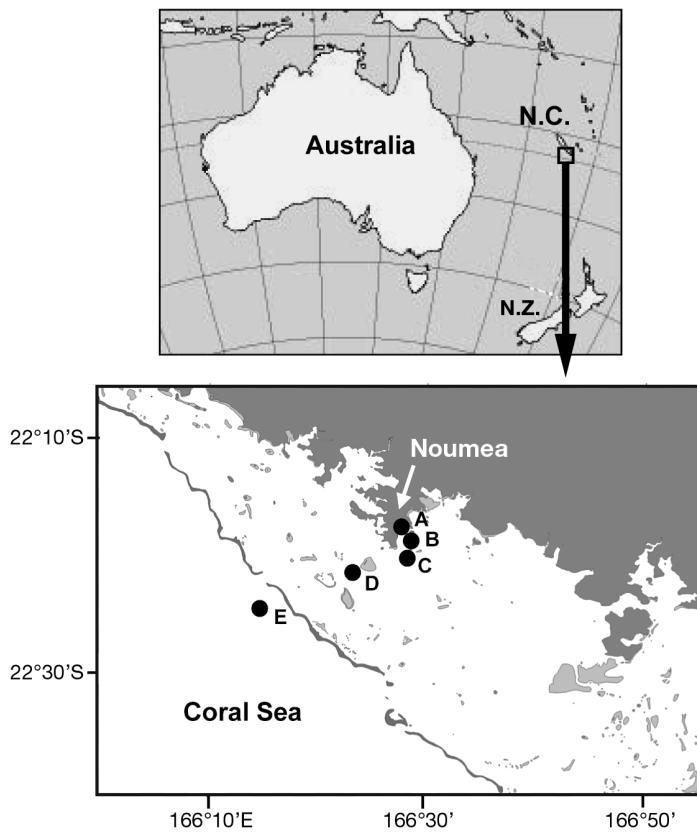 N.C.
Australia
N.Z.
22°10'S
Noumea
A
B
C
D
E
22°30'S
Coral Sea
166°10'E
166°30'
166°50'